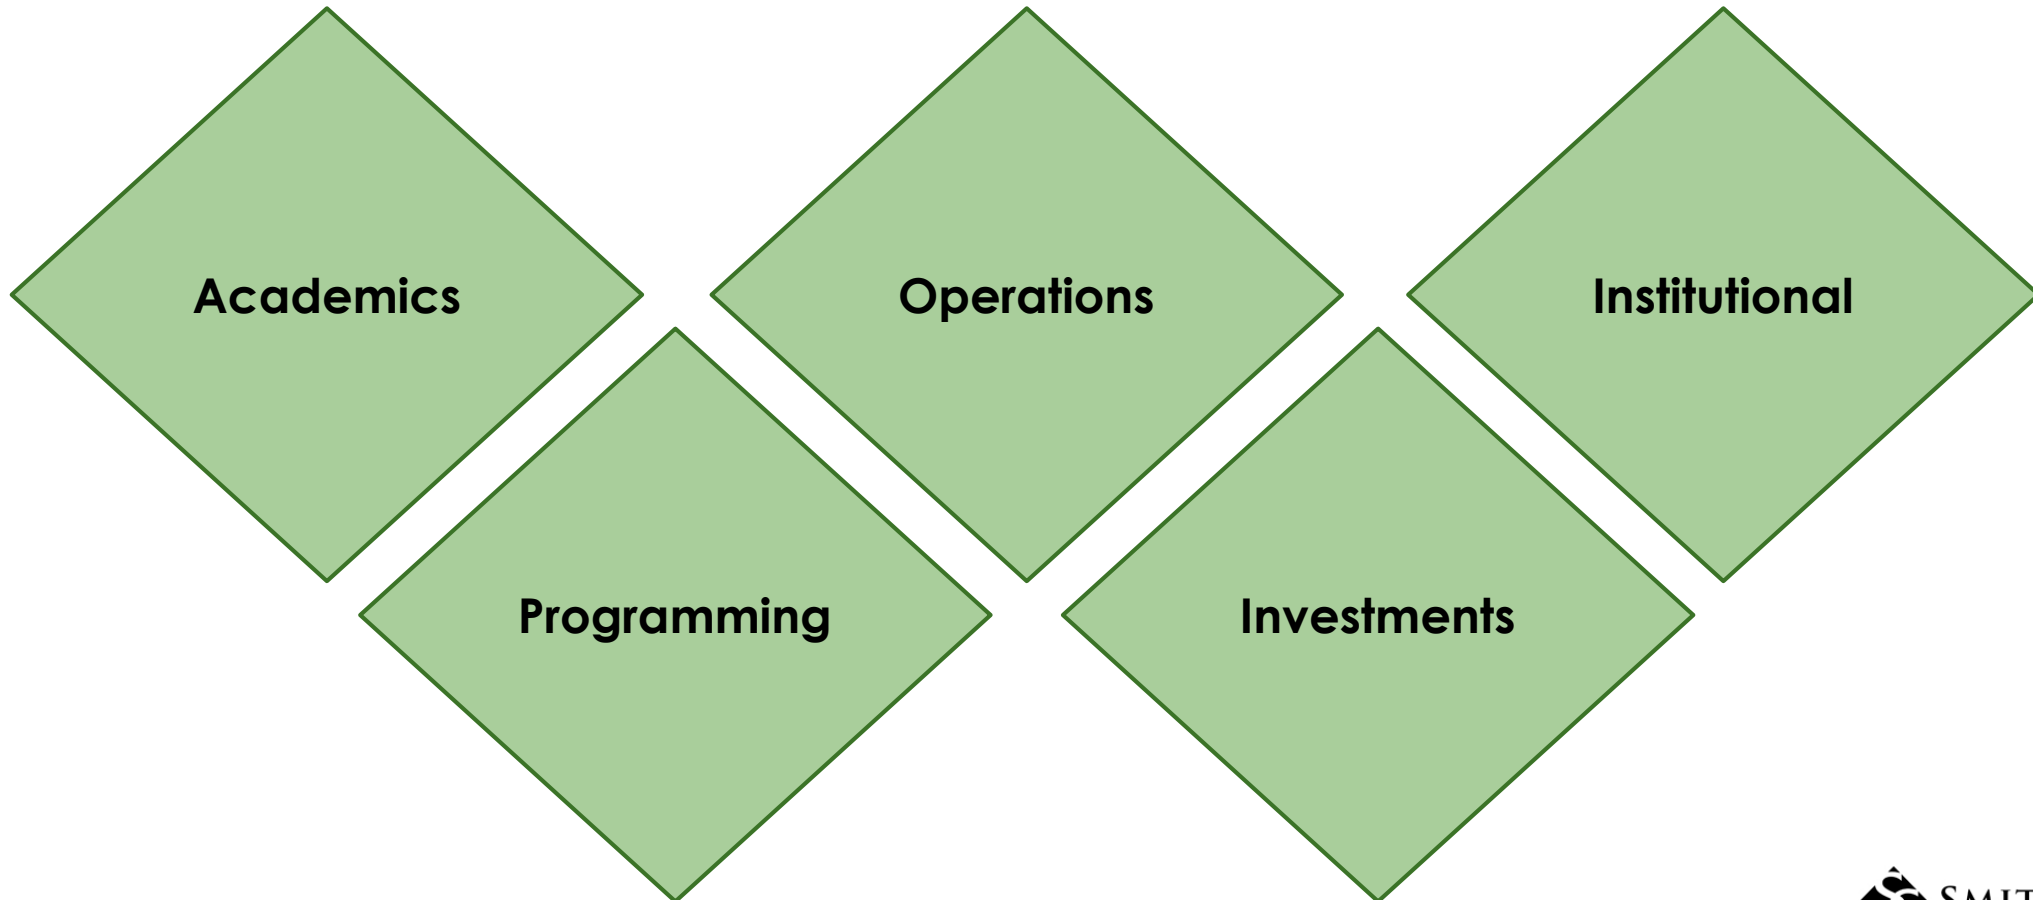 Academics
Operations
Institutional
Programming
Investments